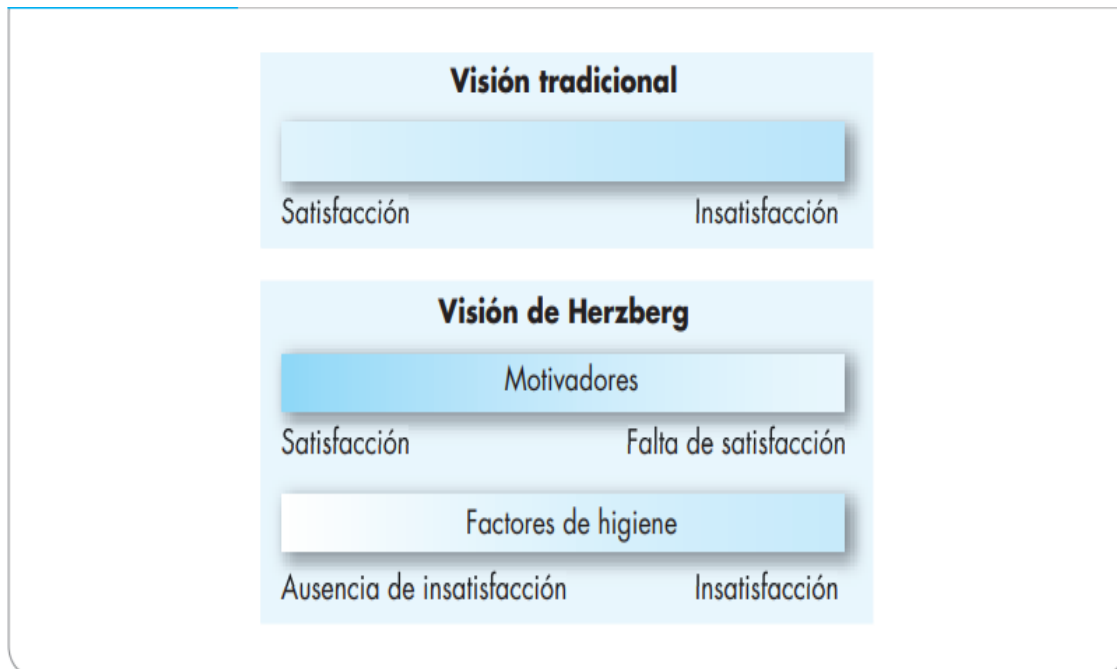 Visión tradicional
Satisfacción Insatisfacción
Visión de Herzberg
Motivadores
Satisfacción Falta de satisfacción
Factores de higiene
Ausencia de insatisfacción Insatisfacción